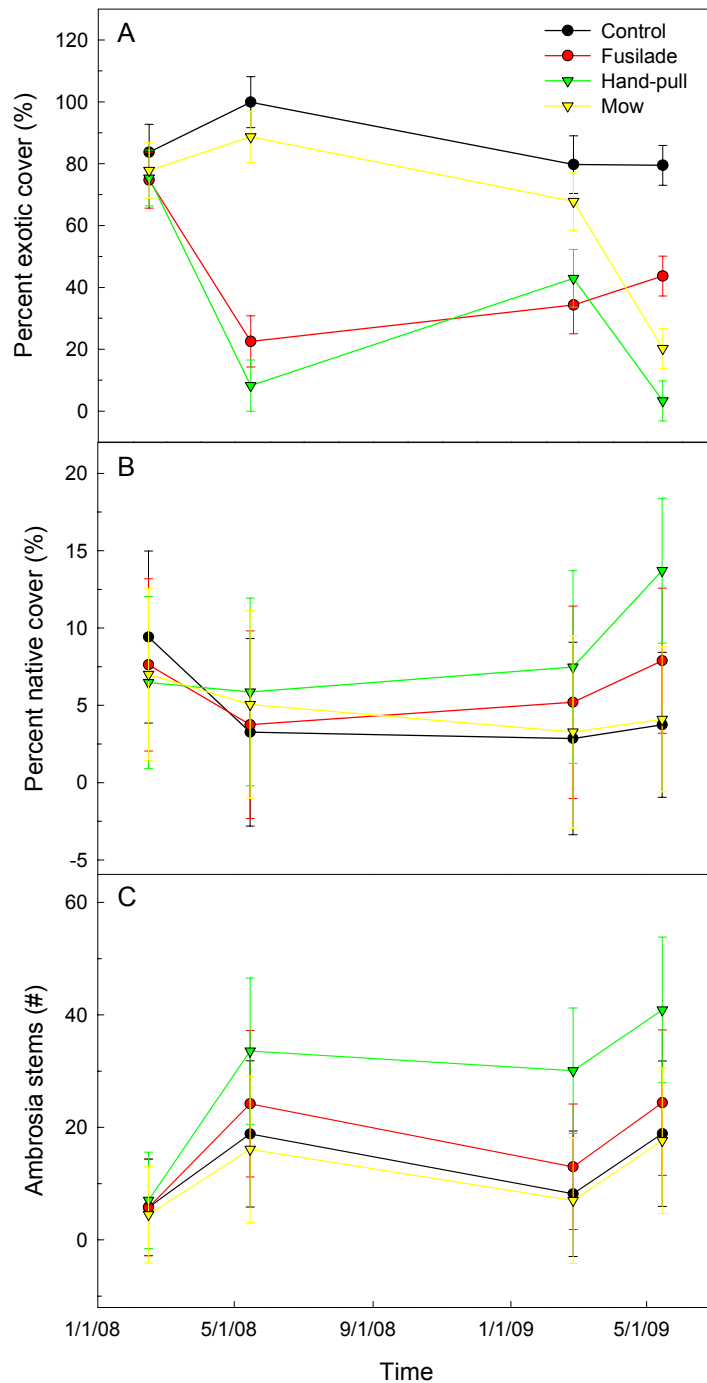 A
Control
Fusilade
Hand-pull
Mow
120
100
80
60
40
20
0
Percent exotic cover (%)
B
20
15
10
5
0
-5
Percent native cover (%)
C
60
40
20
0
Ambrosia stems (#)
1/1/08 5/1/08 9/1/08 1/1/09 5/1/09
Time